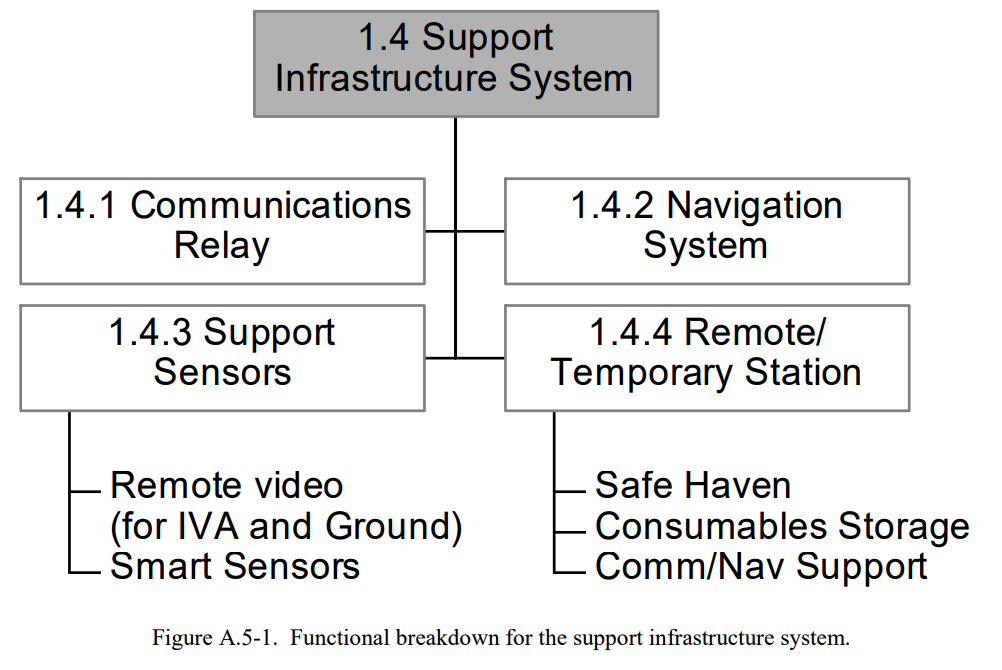 1.4 Support
Infrastructure System
1.4.1 Communications
Relay
1.4.2 Navigation
System
1.4.3 Support
Sensors
1.4.4 Remote/
Temporary Station
Remote video
(for IVA and Ground)
Smart Sensors
Safe Haven
Consumables Storage
Comm/Nav Support
Figure A.5-1.  Functional breakdown for the support infrastructure system.